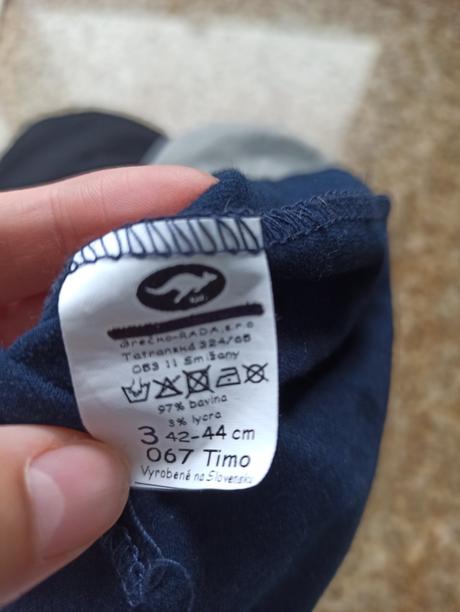 Grečko-RADA, s.r.o
Tatranská 324/65
053 11 Smižany
97% bavlna
3% lycra
3 42-44 cm
067 Timo
Vyrobené na Slovensku